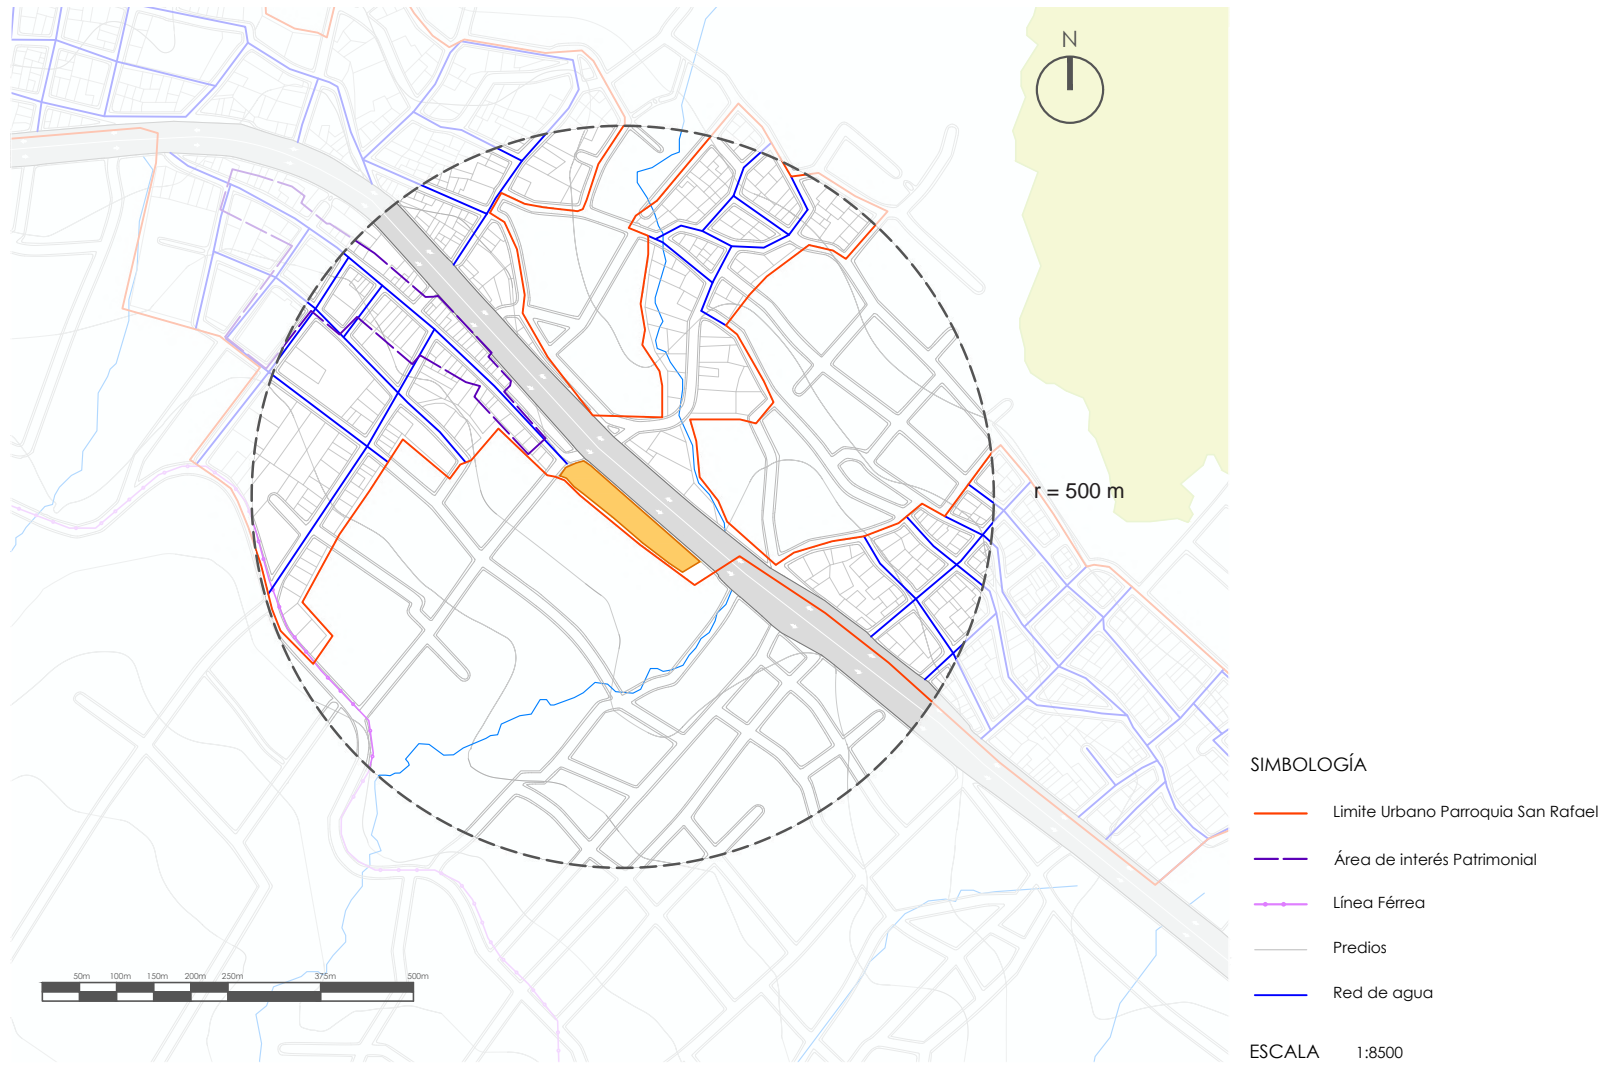 N
r = 500 m
SIMBOLOGÍA
Limite Urbano Parroquia San Rafael
Área de interés Patrimonial
Línea Férrea
Predios
Red de agua
50m 100m 150m 200m 250m 375m 500m
ESCALA 1:8500